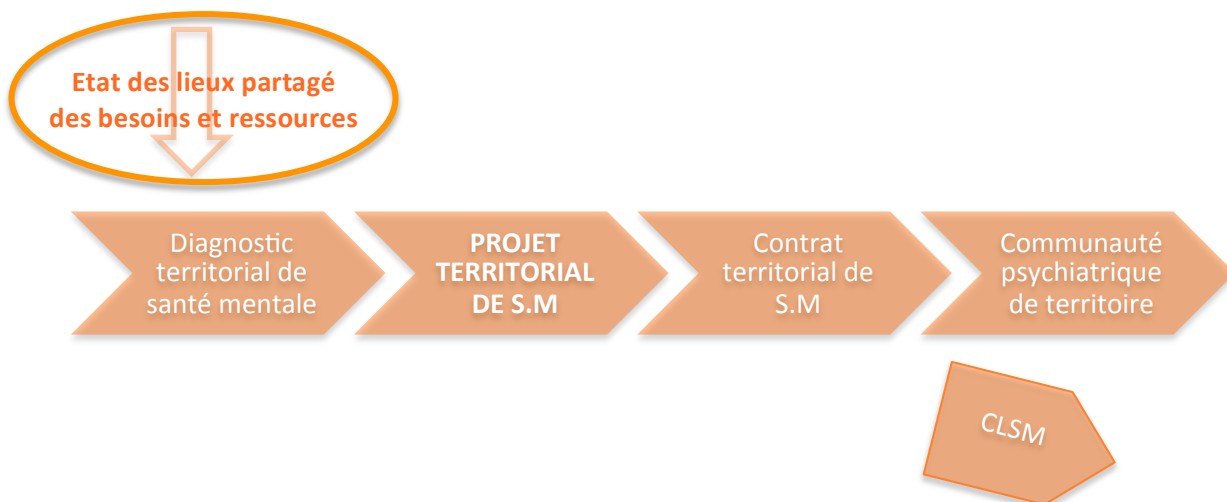 Etat des lieux partagé
des besoins et ressources
Diagnostic
territorial de
santé mentale
PROJET
TERRITORIAL
DE S.M
Contrat
territorial de
S.M
Communauté
psychiatrique
de territoire
CLSM